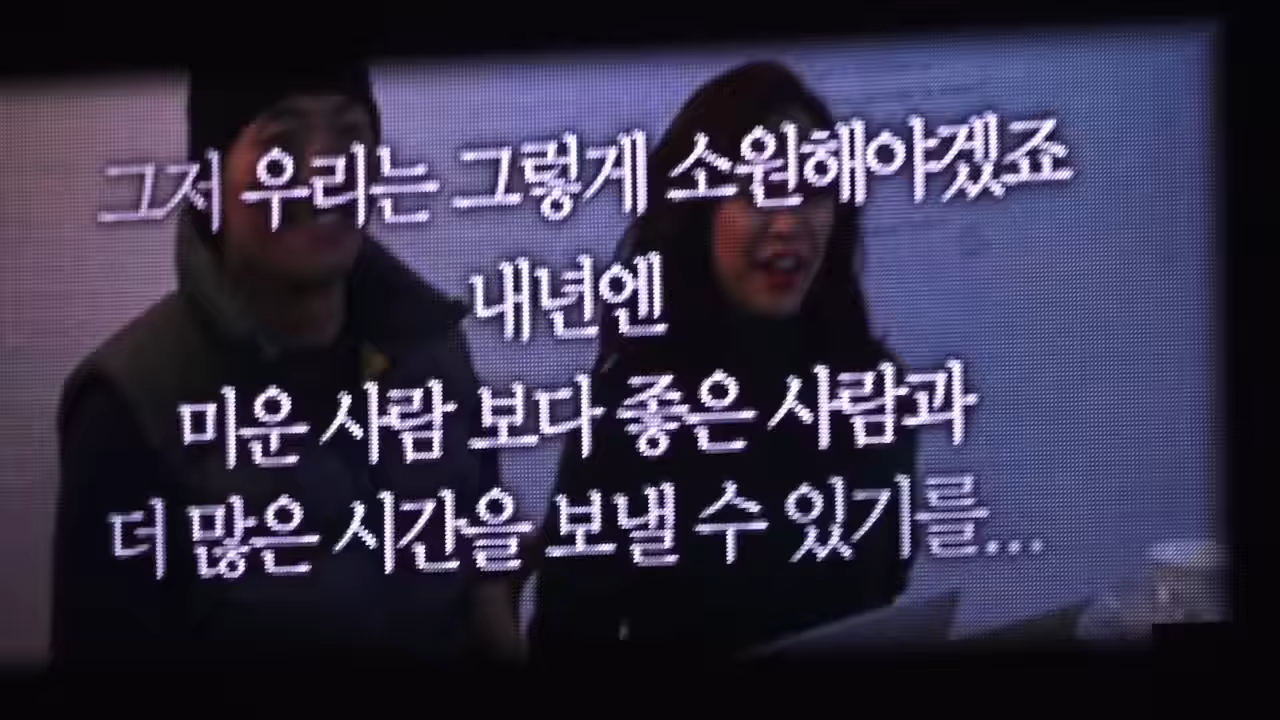 그저 우리는 그렇게 소원해야겠죠
내년엔
미운 사람 보다 좋은 사람과
더 많은 시간을 보낼 수 있기를...